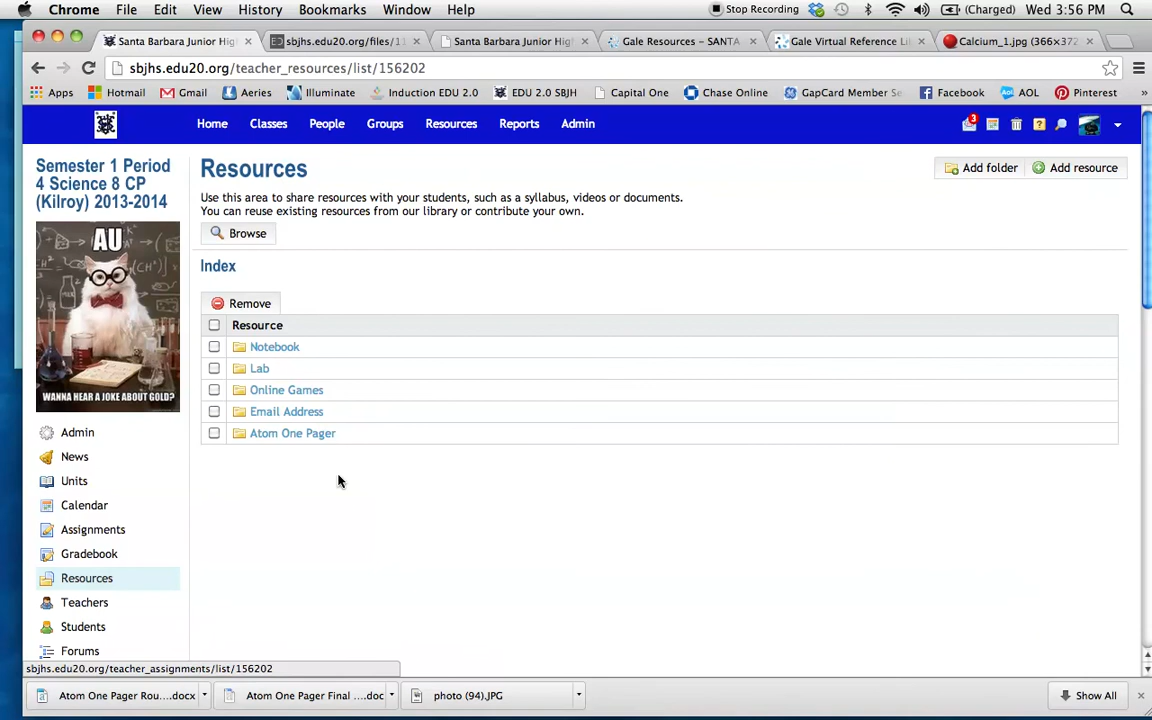 Chrome File Edit View History Bookmarks Window Help Stop Recording (Charged) Wed 3:56 PM
Santa Barbara Junior Hig × sbjhs.edu20.org/files/11 × Santa Barbara Junior High × Gale Resources – SANTA × Gale Virtual Reference Li × Calcium_1.jpg (366×372 ×
sbjhs.edu20.org/teacher_resources/list/156202
Apps Hotmail Gmail Aeries Illuminate Induction EDU 2.0 EDU 2.0 SBJH Capital One Chase Online GapCard Member Se Facebook AOL Pinterest »
Home Classes People Groups Resources Reports Admin 3
Semester 1 Period
4 Science 8 CP
(Kilroy) 2013-2014
AU
WANNA HEAR A JOKE ABOUT GOLD?
Admin
News
Units
Calendar
Assignments
Gradebook
Resources
Teachers
Students
Forums
Resources
Add folder Add resource
Use this area to share resources with your students, such as a syllabus, videos or documents.
You can reuse existing resources from our library or contribute your own.
Browse
Index
Remove
Resource
Notebook
Lab
Online Games
Email Address
Atom One Pager
sbjhs.edu20.org/teacher_assignments/list/156202
Atom One Pager Rou....docx Atom One Pager Final ....doc photo (94).JPG Show All